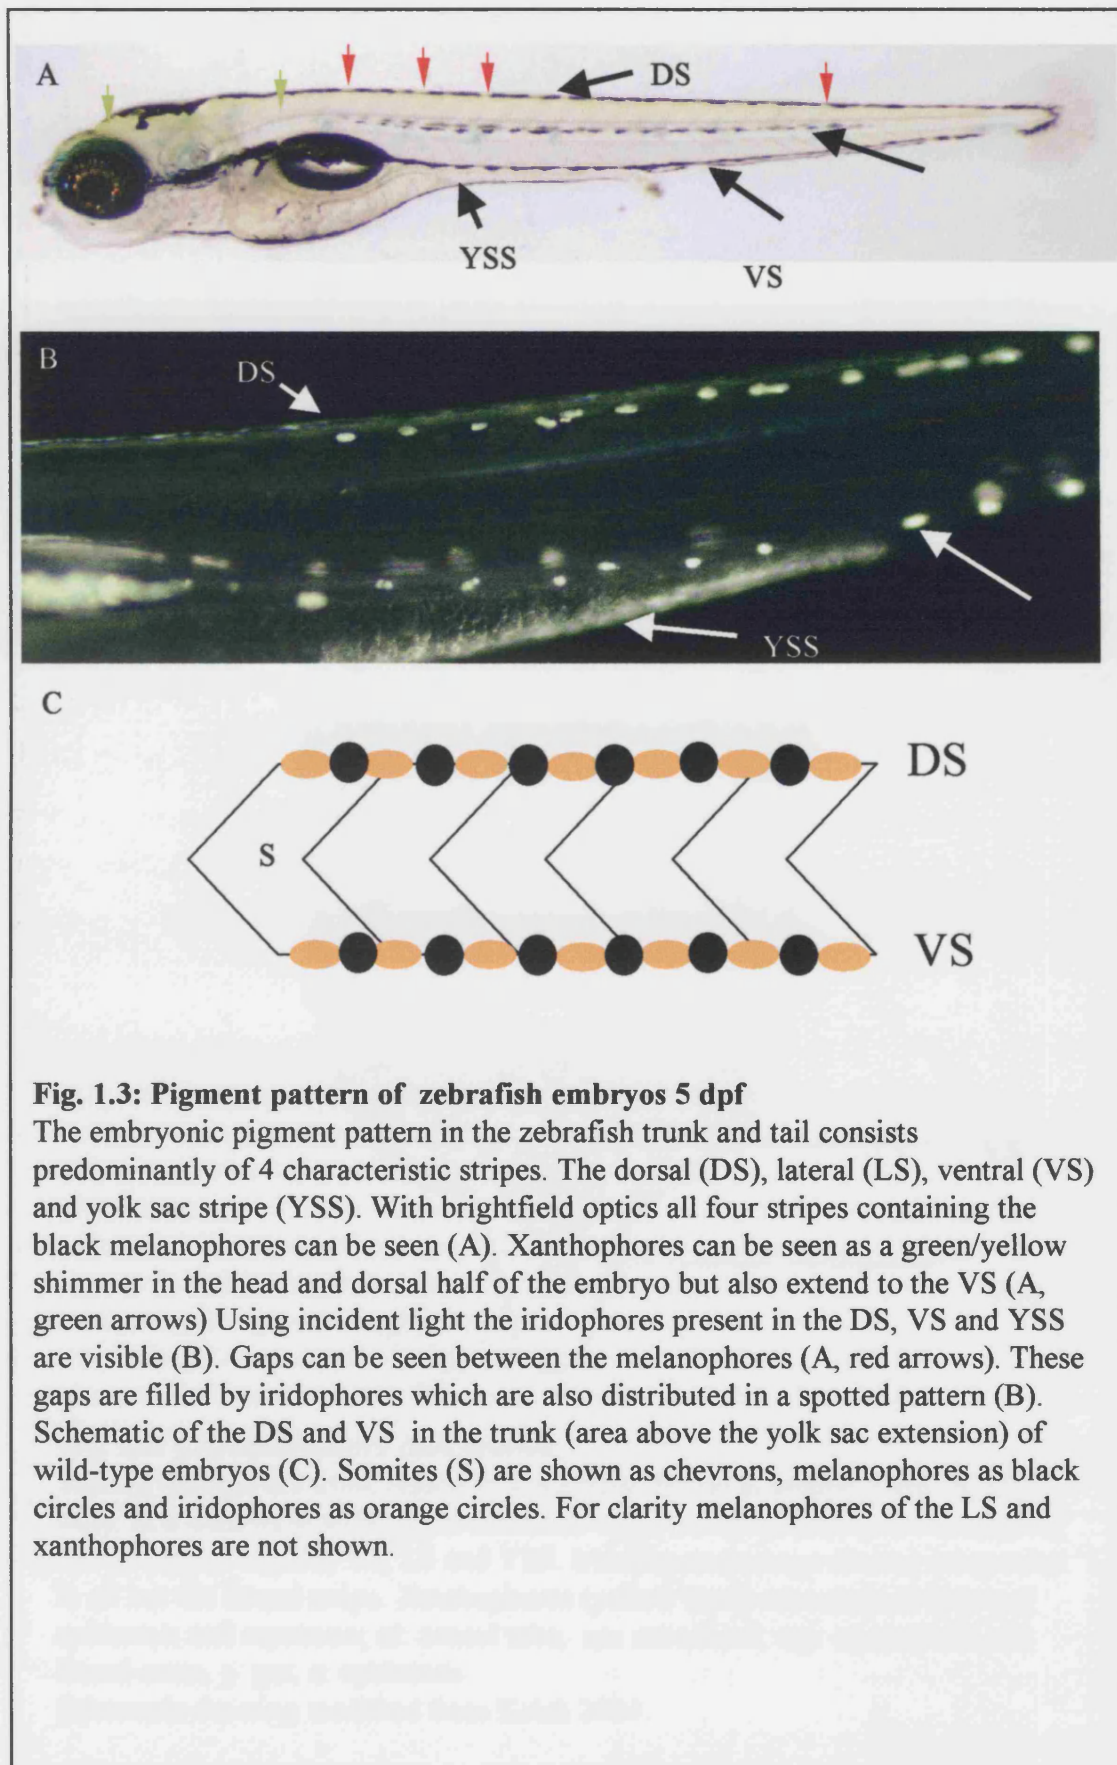 A
DS
YSS
VS
B
DS
YSS
C
DS
S
VS
Fig. 1.3: Pigment pattern of zebrafish embryos 5 dpf
The embryonic pigment pattern in the zebrafish trunk and tail consists
predominantly of 4 characteristic stripes. The dorsal (DS), lateral (LS), ventral (VS)
and yolk sac stripe (YSS). With brightfield optics all four stripes containing the
black melanophores can be seen (A). Xanthophores can be seen as a green/yellow
shimmer in the head and dorsal half of the embryo but also extend to the VS (A,
green arrows) Using incident light the iridophores present in the DS, VS and YSS
are visible (B). Gaps can be seen between the melanophores (A, red arrows). These
gaps are filled by iridophores which are also distributed in a spotted pattern (B).
Schematic of the DS and VS in the trunk (area above the yolk sac extension) of
wild-type embryos (C). Somites (S) are shown as chevrons, melanophores as black
circles and iridophores as orange circles. For clarity melanophores of the LS and
xanthophores are not shown.